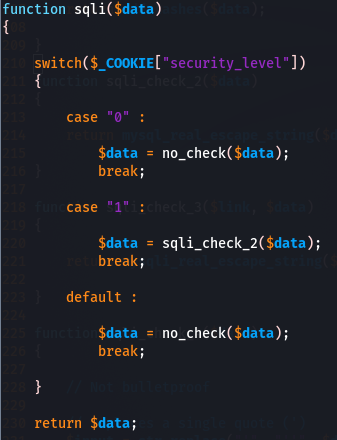 function sqli($data)
{
switch($_COOKIE["security_level"])
{
case "0" :
$data = no_check($data);
break;
case "1" :
$data = sqli_check_2($data);
break;
default :
$data = no_check($data);
break;
}
return $data;